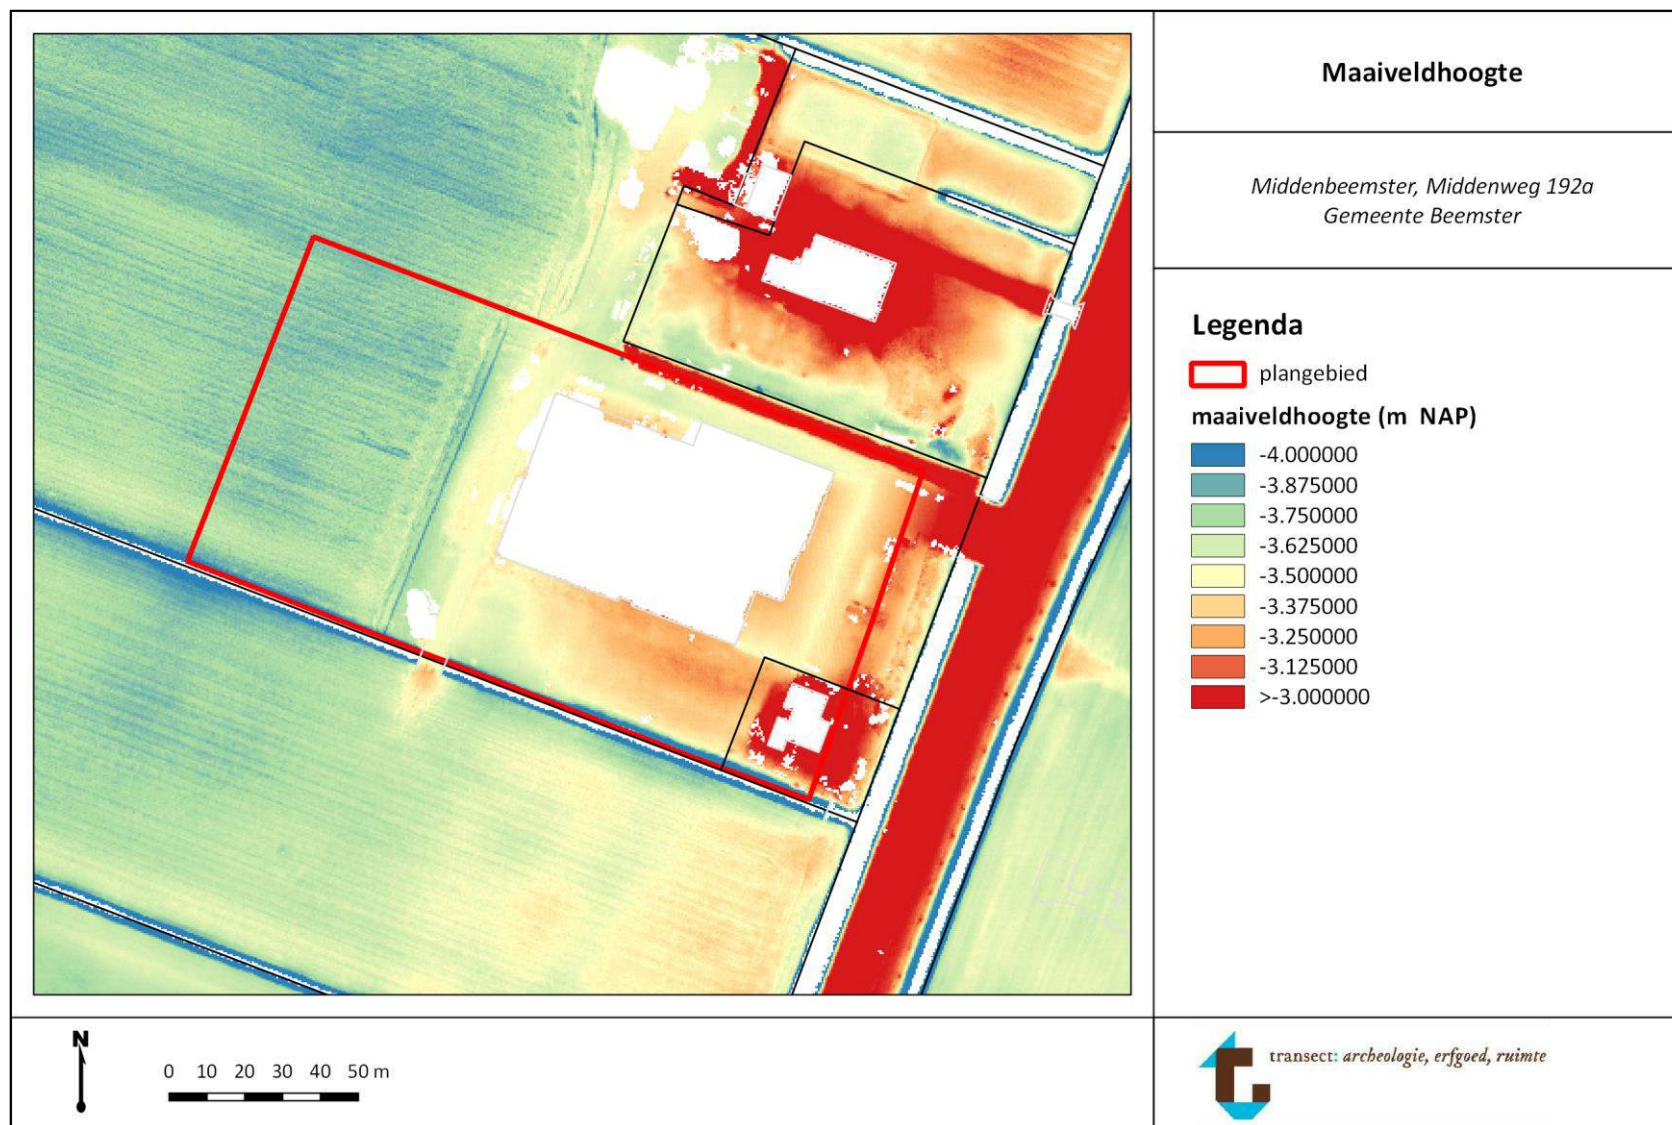 Maaiveldhoogte
Middenbeemster, Middenweg 192a
Gemeente Beemster
Legenda
plangebied
maaiveldhoogte (m NAP)
-4.000000
-3.875000
-3.750000
-3.625000
-3.500000
-3.375000
-3.250000
-3.125000
>-3.000000
N
0 10 20 30 40 50 m
transect: archeologie, erfgoed, ruimte